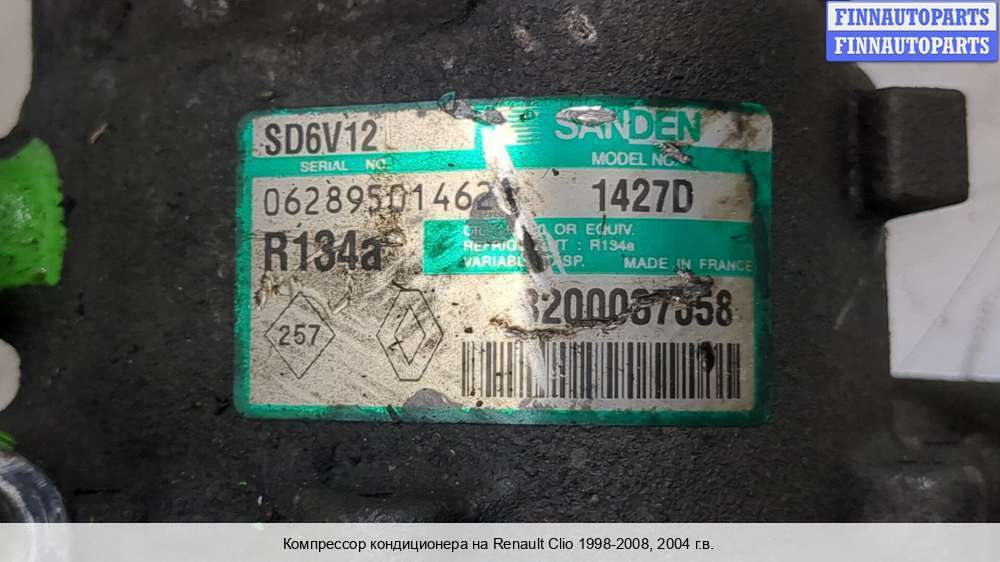 FINNAUTOPARTS
FINNAUTOPARTS
SD6V12
SANDEN
SERIAL NO.
MODEL NO.
1427D
R134a
OR EQUIV.
: R134a
MADE IN FRANCE
257
Компрессор кондиционера на Renault Clio 1998-2008, 2004 г.в.